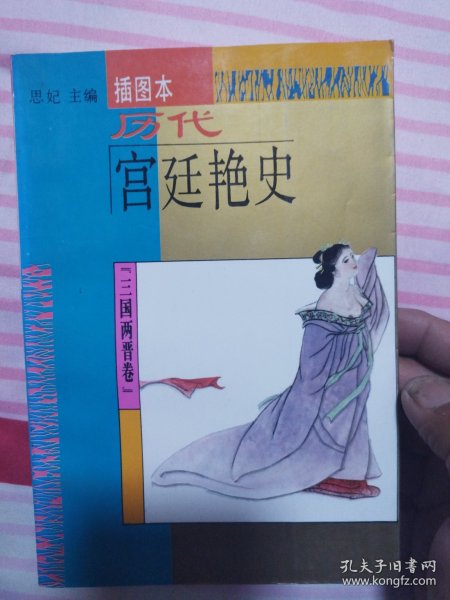 思妃 主编
插图本
历代
宫廷艳史
『三国两晋卷』
孔夫子旧书网
www.kongfz.com